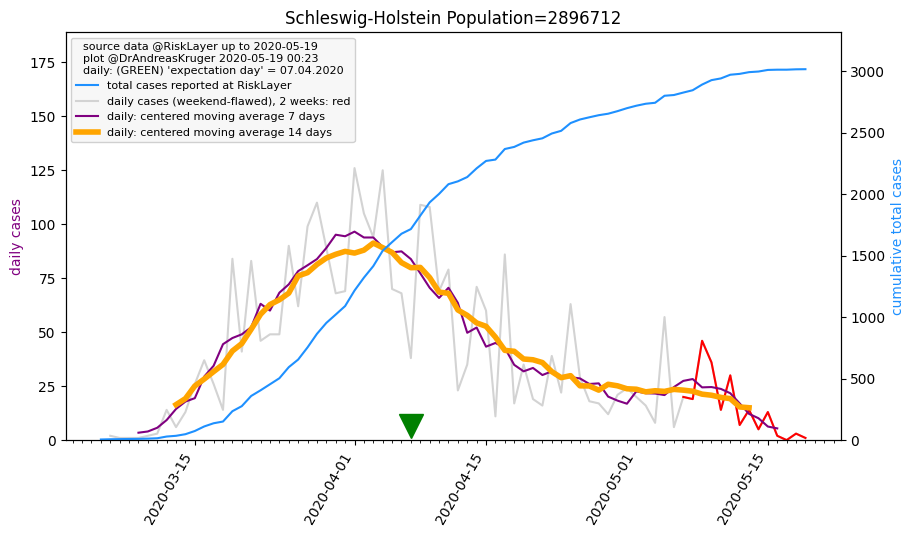 Schleswig-Holstein Population=2896712
source data @RiskLayer up to 2020-05-19
plot @DrAndreasKruger 2020-05-19 00:23
daily: (GREEN) 'expectation day' = 07.04.2020
total cases reported at RiskLayer
daily cases (weekend-flawed), 2 weeks: red
daily: centered moving average 7 days
daily: centered moving average 14 days
daily cases
175
150
125
100
75
50
25
0
3000
2500
2000
1500
1000
500
0
cumulative total cases
2020-03-15
2020-04-01
2020-04-15
2020-05-01
2020-05-15